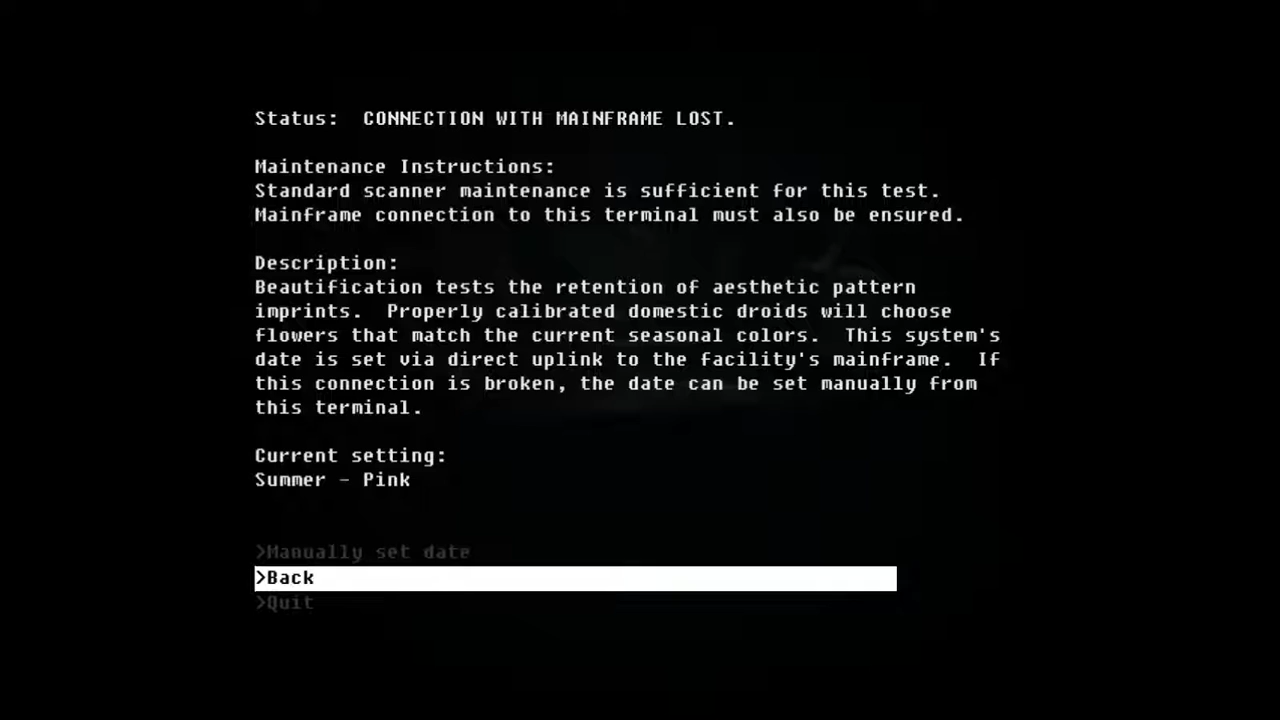 Status:  CONNECTION WITH MAINFRAME LOST.
Maintenance Instructions:
Standard scanner maintenance is sufficient for this test.
Mainframe connection to this terminal must also be ensured.
Description:
Beautification tests the retention of aesthetic pattern
imprints.  Properly calibrated domestic droids will choose
flowers that match the current seasonal colors.  This system's
date is set via direct uplink to the facility's mainframe.  If
this connection is broken, the date can be set manually from
this terminal.
Current setting:
Summer - Pink
>Manually set date
>Back
>Quit